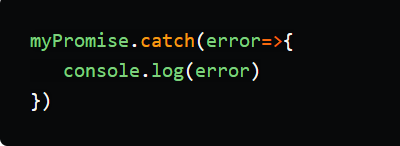 myPromise.catch(error=>{
   console.log(error)
})